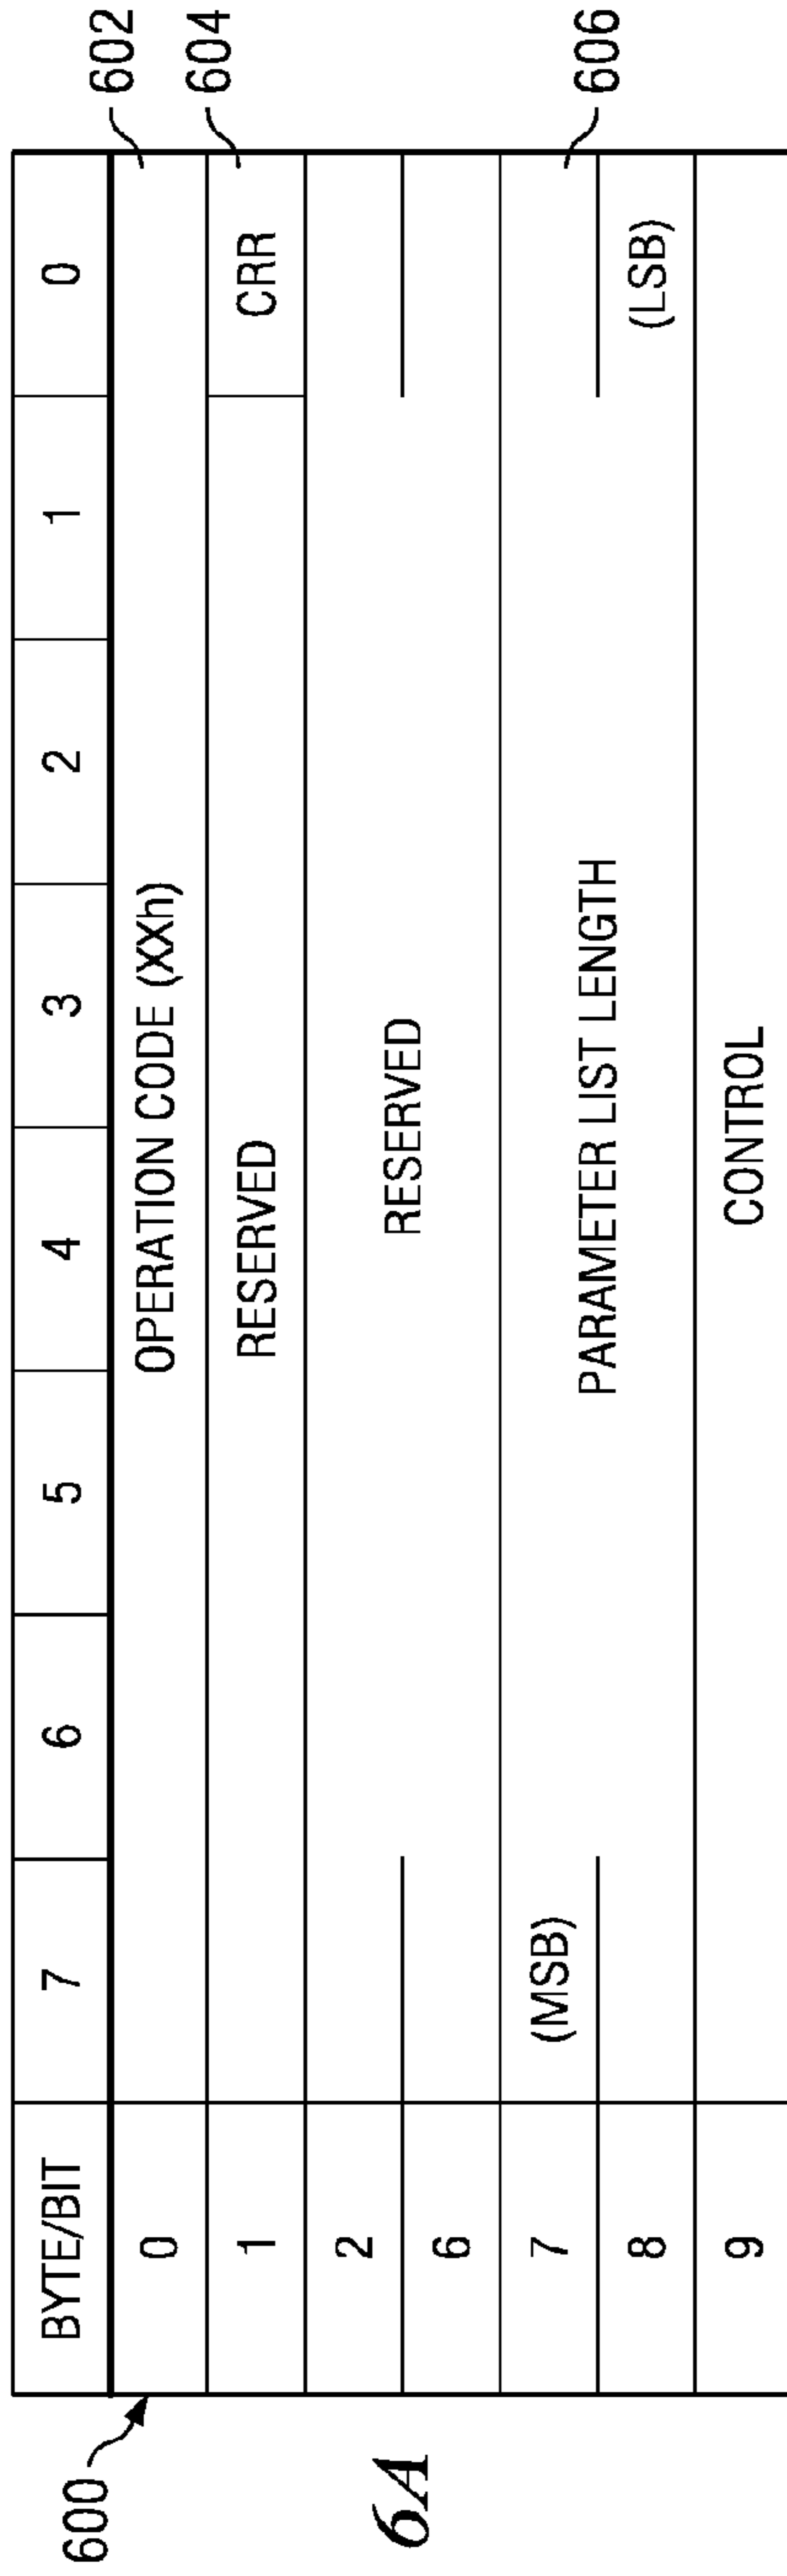 600
BYTE/BIT 7 6 5 4 3 2 1 0
0 OPERATION CODE (XXh) 602
1 RESERVED CRR 604
2
RESERVED
6
7 (MSB) 606
PARAMETER LIST LENGTH
8 (LSB)
9 CONTROL
6A